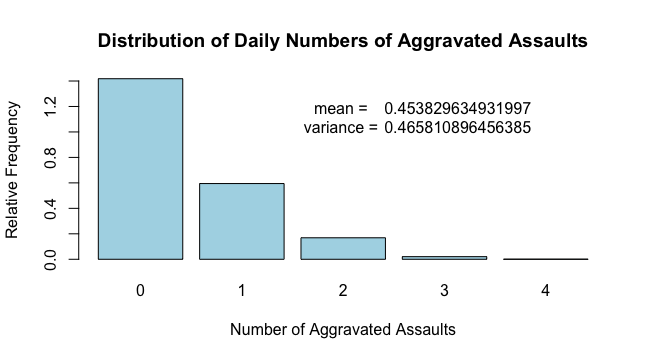 Distribution of Daily Numbers of Aggravated Assaults
mean = 0.453829634931997
variance = 0.465810896456385
Relative Frequency
1.2
0.8
0.4
0.0
0 1 2 3 4
Number of Aggravated Assaults